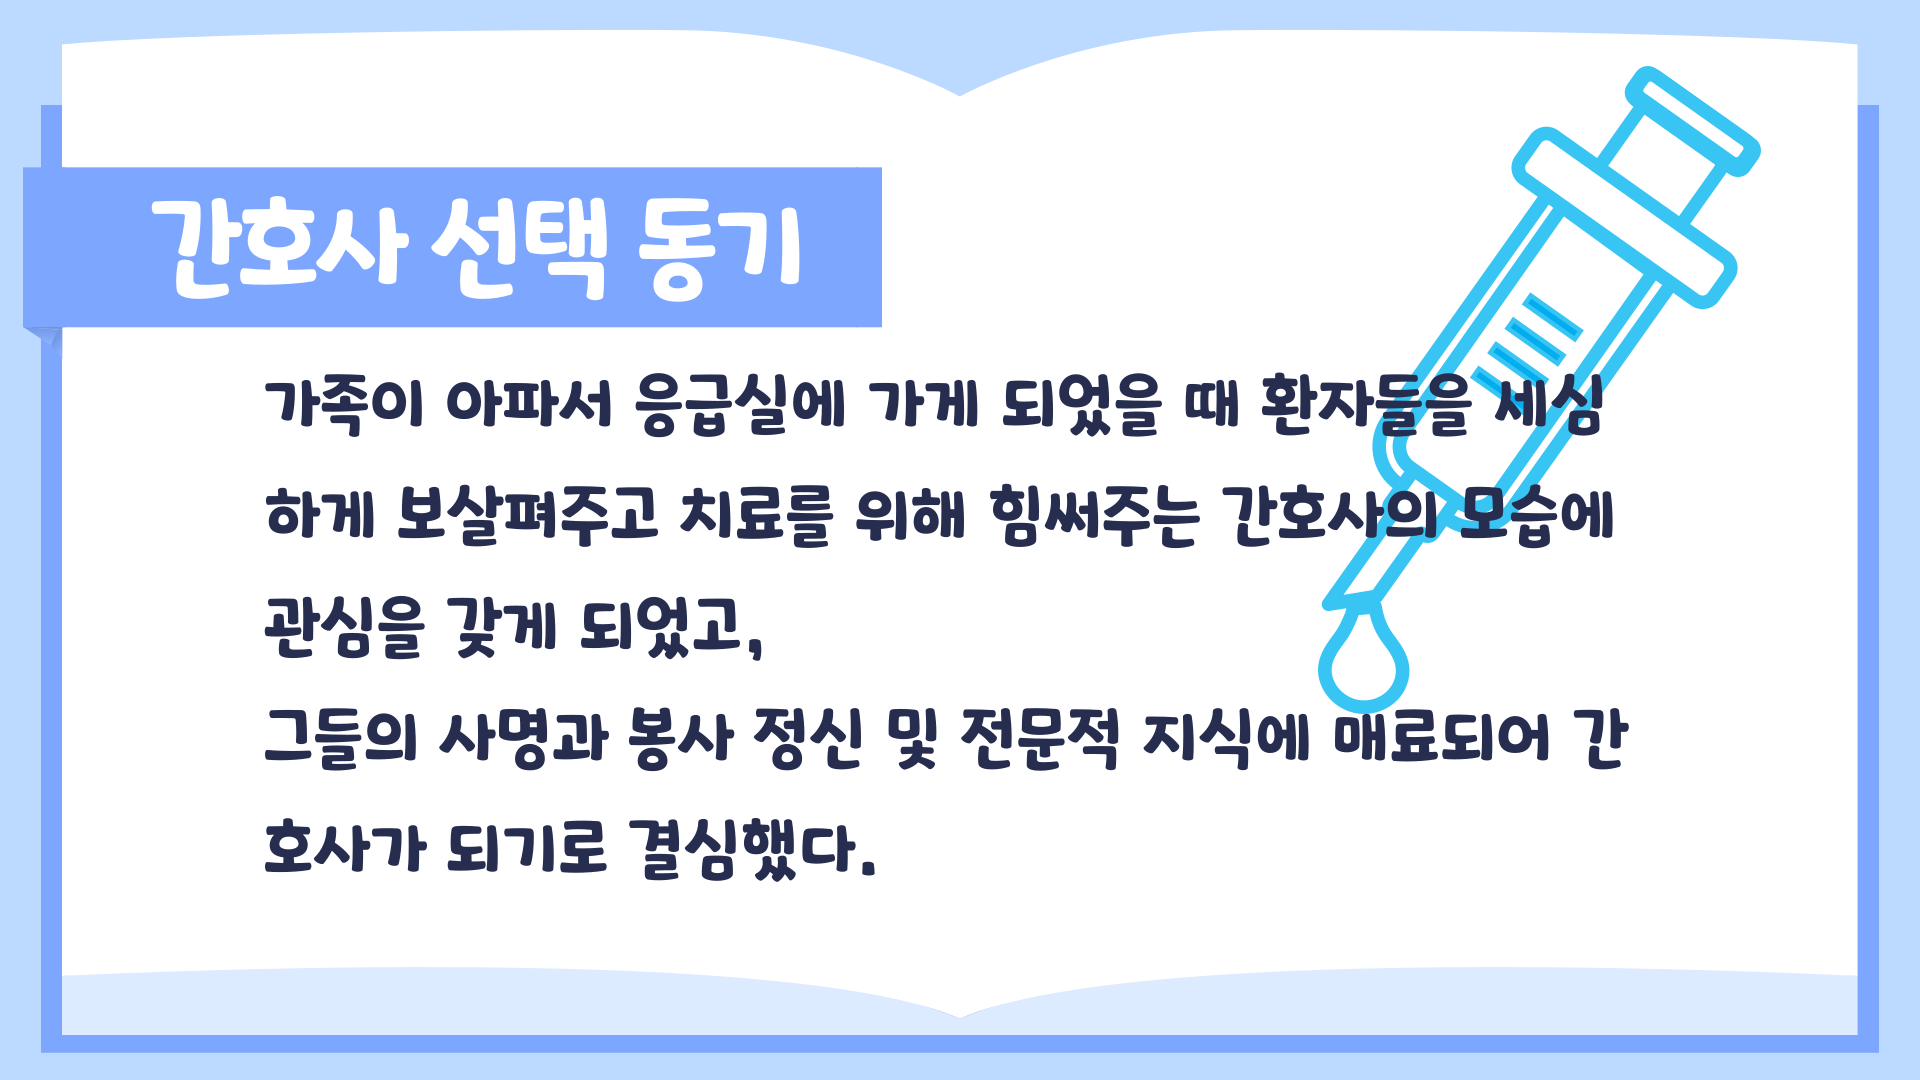 간호사 선택 동기
가족이 아파서 응급실에 가게 되었을 때 환자들을 세심
하게 보살펴주고 치료를 위해 힘써주는 간호사의 모습에
관심을 갖게 되었고,
그들의 사명과 봉사 정신 및 전문적 지식에 매료되어 간
호사가 되기로 결심했다.